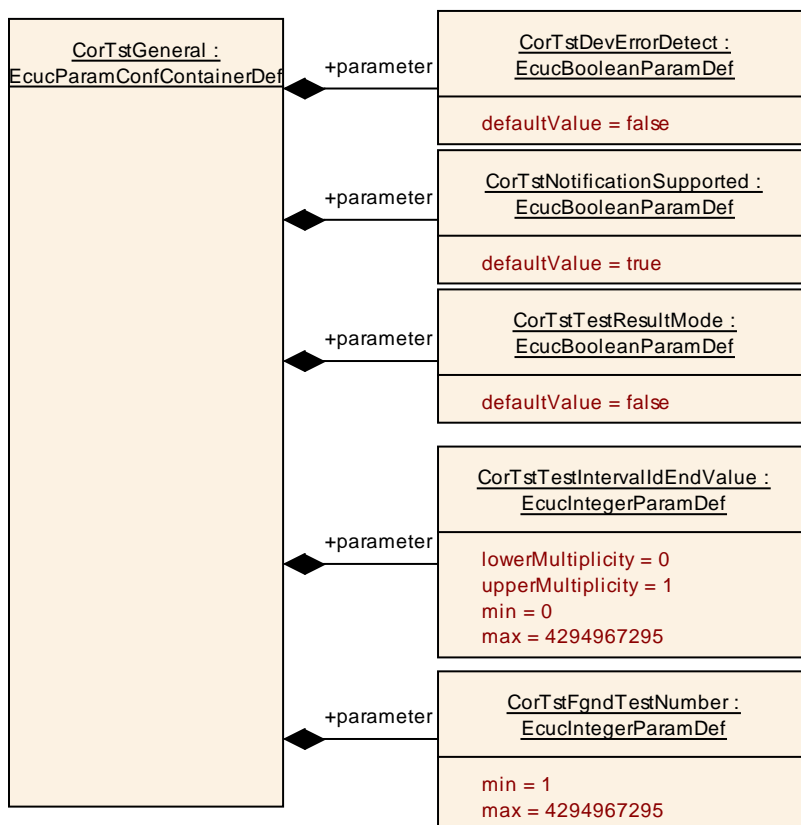 CorTstGeneral :
EcucParamConfContainerDef
+parameter
CorTstDevErrorDetect :
EcucBooleanParamDef
defaultValue = false
+parameter
CorTstNotificationSupported :
EcucBooleanParamDef
defaultValue = true
+parameter
CorTstTestResultMode :
EcucBooleanParamDef
defaultValue = false
+parameter
CorTstTestIntervalIdEndValue :
EcucIntegerParamDef
lowerMultiplicity = 0
upperMultiplicity = 1
min = 0
max = 4294967295
+parameter
CorTstFgndTestNumber :
EcucIntegerParamDef
min = 1
max = 4294967295